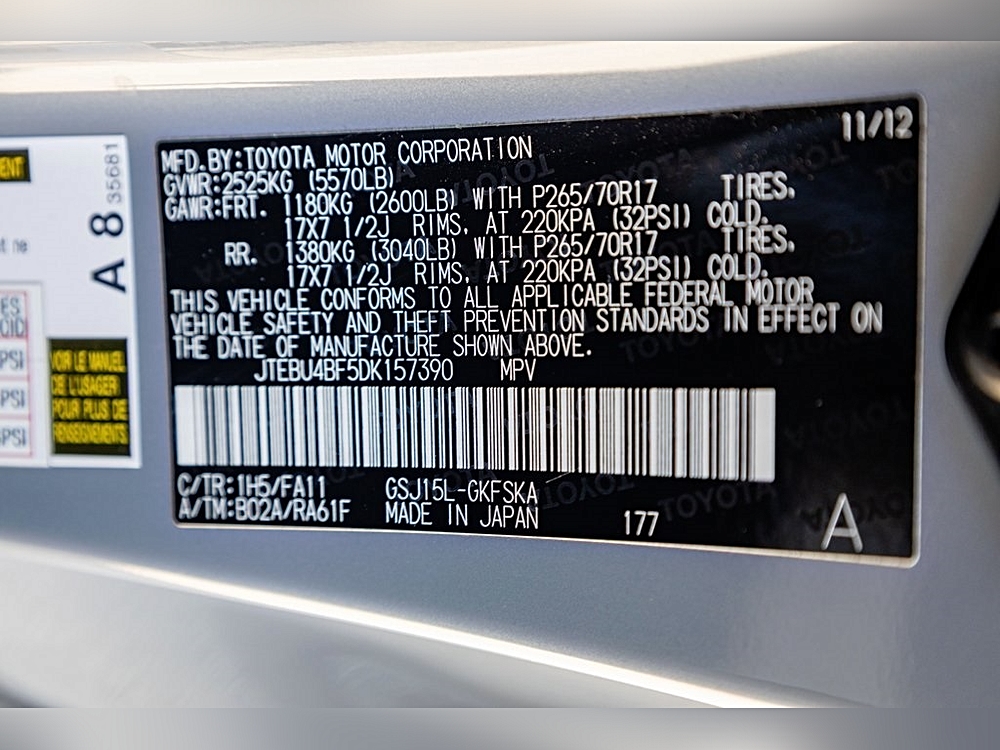 11/12
MFD.BY:TOYOTA MOTOR CORPORATION
GVWR:2525KG (5570LB)
GAWR:FRT. 1180KG (2600LB) WITH P265/70R17 TIRES,
17X7 1/2J RIMS, AT 220KPA (32PSI) COLD.
RR. 1380KG (3040LB) WITH P265/70R17 TIRES,
17X7 1/2J RIMS, AT 220KPA (32PSI) COLD.
THIS VEHICLE CONFORMS TO ALL APPLICABLE FEDERAL MOTOR
VEHICLE SAFETY AND THEFT PREVENTION STANDARDS IN EFFECT ON
THE DATE OF MANUFACTURE SHOWN ABOVE.
JTEBU4BF5DK157390 MPV
C/TR:1H5/FA11 GSJ15L-GKFSKA
A/TM:B02A/RA61F MADE IN JAPAN 177
A
A 8 35681
VOIR LE MANUEL
DE L'USAGER
POUR PLUS DE
RENSEIGNEMENTS
PSI
PSI
PSI